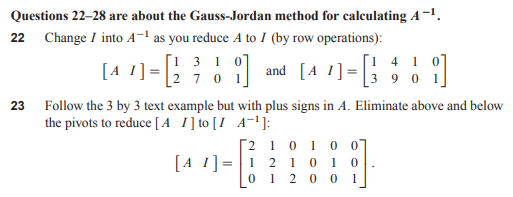 Questions 22–28 are about the Gauss-Jordan method for calculating A⁻¹.
22 Change I into A⁻¹ as you reduce A to I (by row operations):
[A I] = [1 3 1 0; 2 7 0 1] and [A I] = [1 4 1 0; 3 9 0 1]
23 Follow the 3 by 3 text example but with plus signs in A. Eliminate above and below
the pivots to reduce [A I] to [I A⁻¹]:
[A I] = [2 1 0 1 0 0; 1 2 1 0 1 0; 0 1 2 0 0 1].